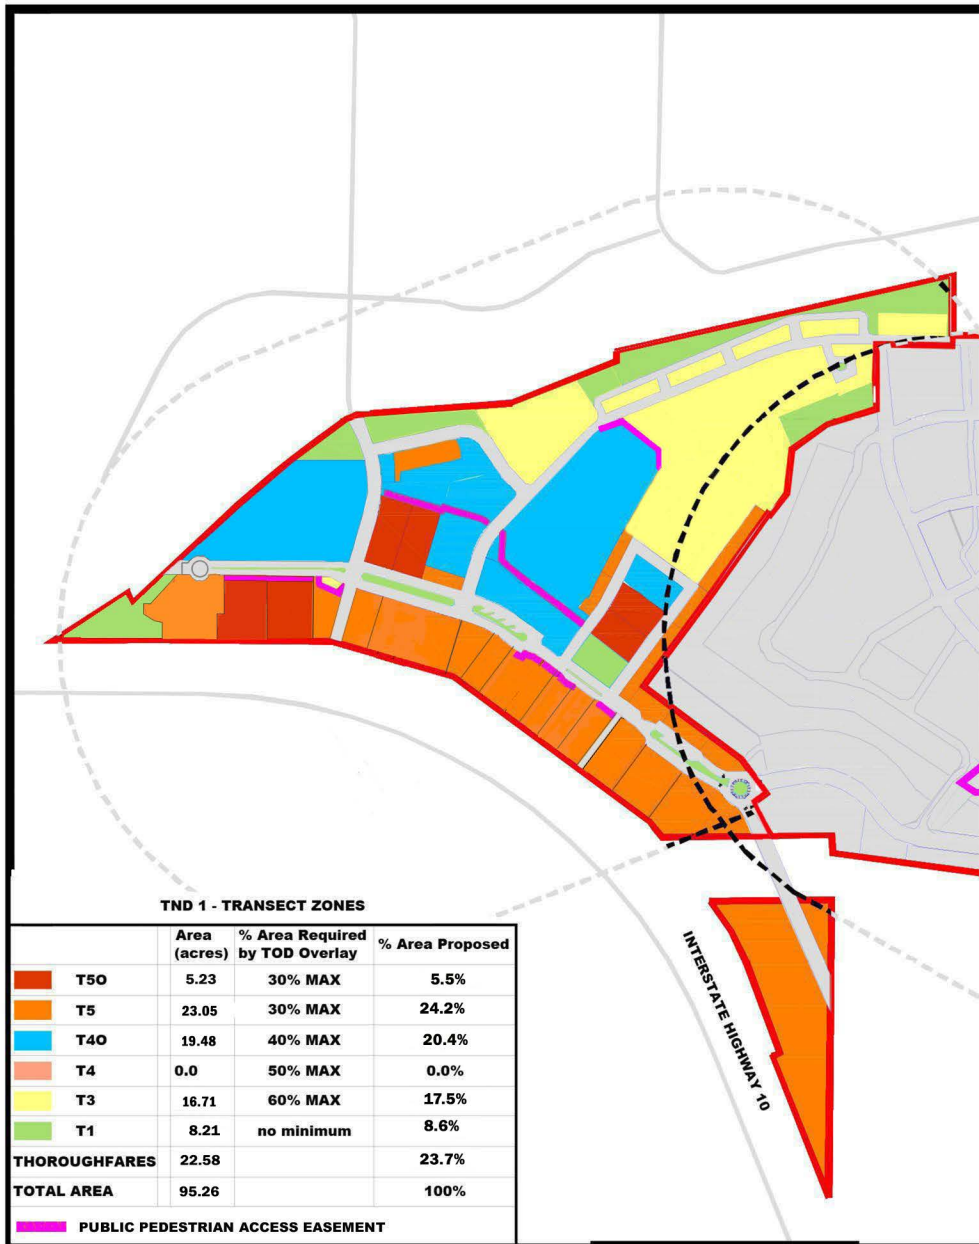 INTERSTATE HIGHWAY 10
TND 1 - TRANSECT ZONES
Area (acres) % Area Required by TOD Overlay % Area Proposed
T5O 5.23 30% MAX 5.5%
T5 23.05 30% MAX 24.2%
T4O 19.48 40% MAX 20.4%
T4 0.0 50% MAX 0.0%
T3 16.71 60% MAX 17.5%
T1 8.21 no minimum 8.6%
THOROUGHFARES 22.58 23.7%
TOTAL AREA 95.26 100%
PUBLIC PEDESTRIAN ACCESS EASEMENT